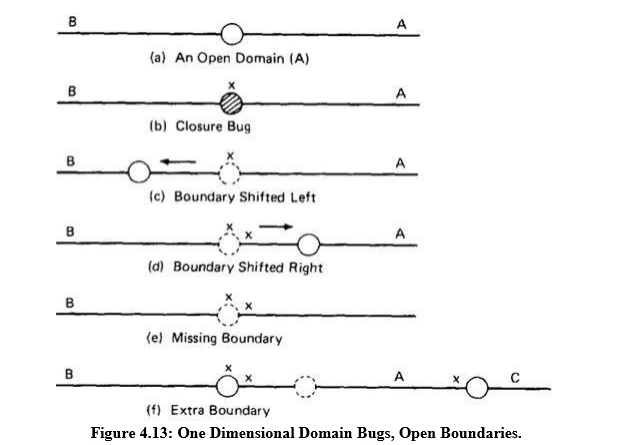 B A
(a) An Open Domain (A)
x
B A
(b) Closure Bug
x
B A
(c) Boundary Shifted Left
x x
B A
(d) Boundary Shifted Right
x x
B
(e) Missing Boundary
x x x
B A C
(f) Extra Boundary
Figure 4.13: One Dimensional Domain Bugs, Open Boundaries.